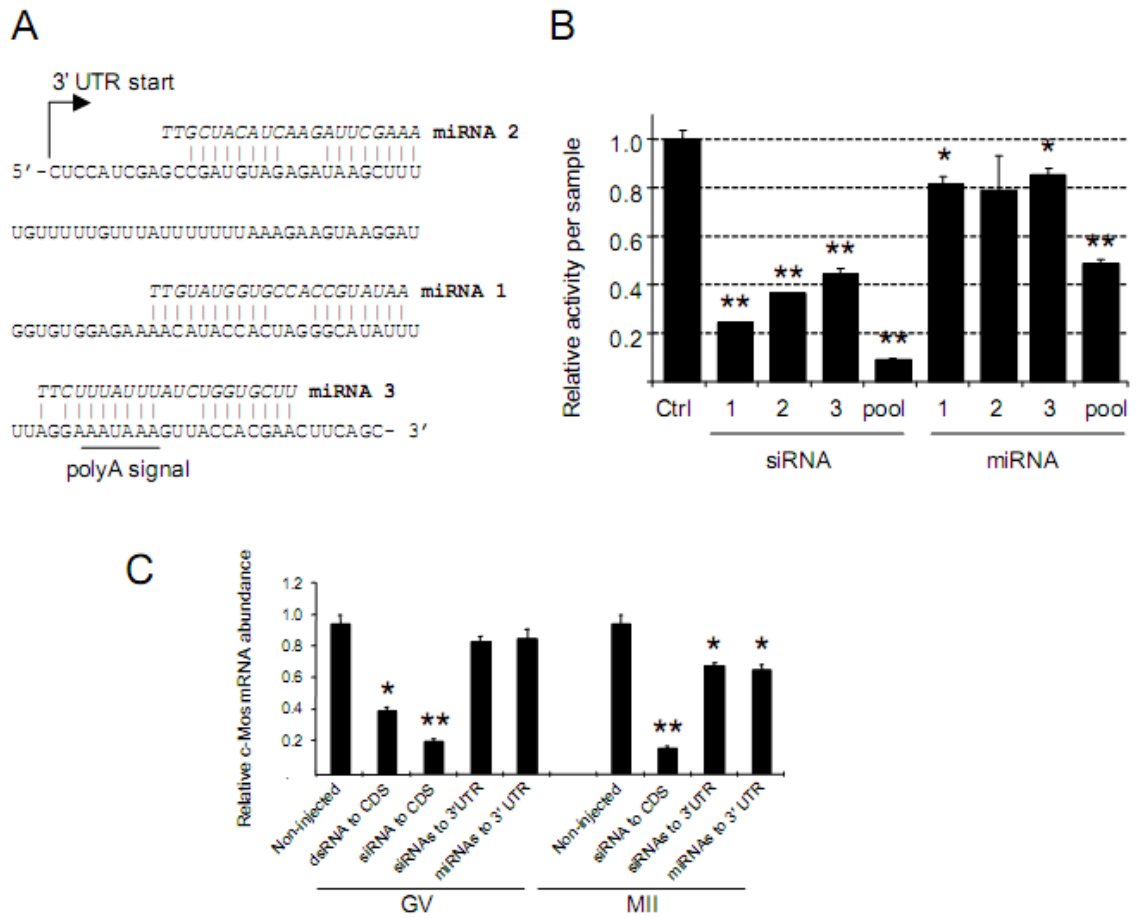 A
3' UTR start
TTGCUACAUCAAGAUUCGAAA miRNA 2
5'-CUCCAUCGAGCCGAUGUAGAGAUAAGCUUU
UGUUUUUGUUUAUUUUUUUAAAGAAGUAAGGAU
TTGUAUGGUGCCACCGUAUAA miRNA 1
GGUGUGGAGAAAACAUACCACUAGGGCAUAUUU
TTCUUUAUUUAUCUGGUGCUU miRNA 3
UUAGGAAAUAAAGUUACCACGAACUUCAGC- 3'
polyA signal
B
Relative activity per sample
1.0
0.8
0.6
0.4
0.2
** ** ** ** * * **
Ctrl 1 2 3 pool 1 2 3 pool
siRNA miRNA
C
Relative c-Mos mRNA abundance
1.2
1.0
0.8
0.6
0.4
0.2
* ** ** * *
Non-injected
dsRNA to CDS
siRNA to CDS
siRNAs to 3'UTR
miRNAs to 3' UTR
Non-injected
siRNA to CDS
siRNAs to 3'UTR
miRNAs to 3' UTR
GV MII